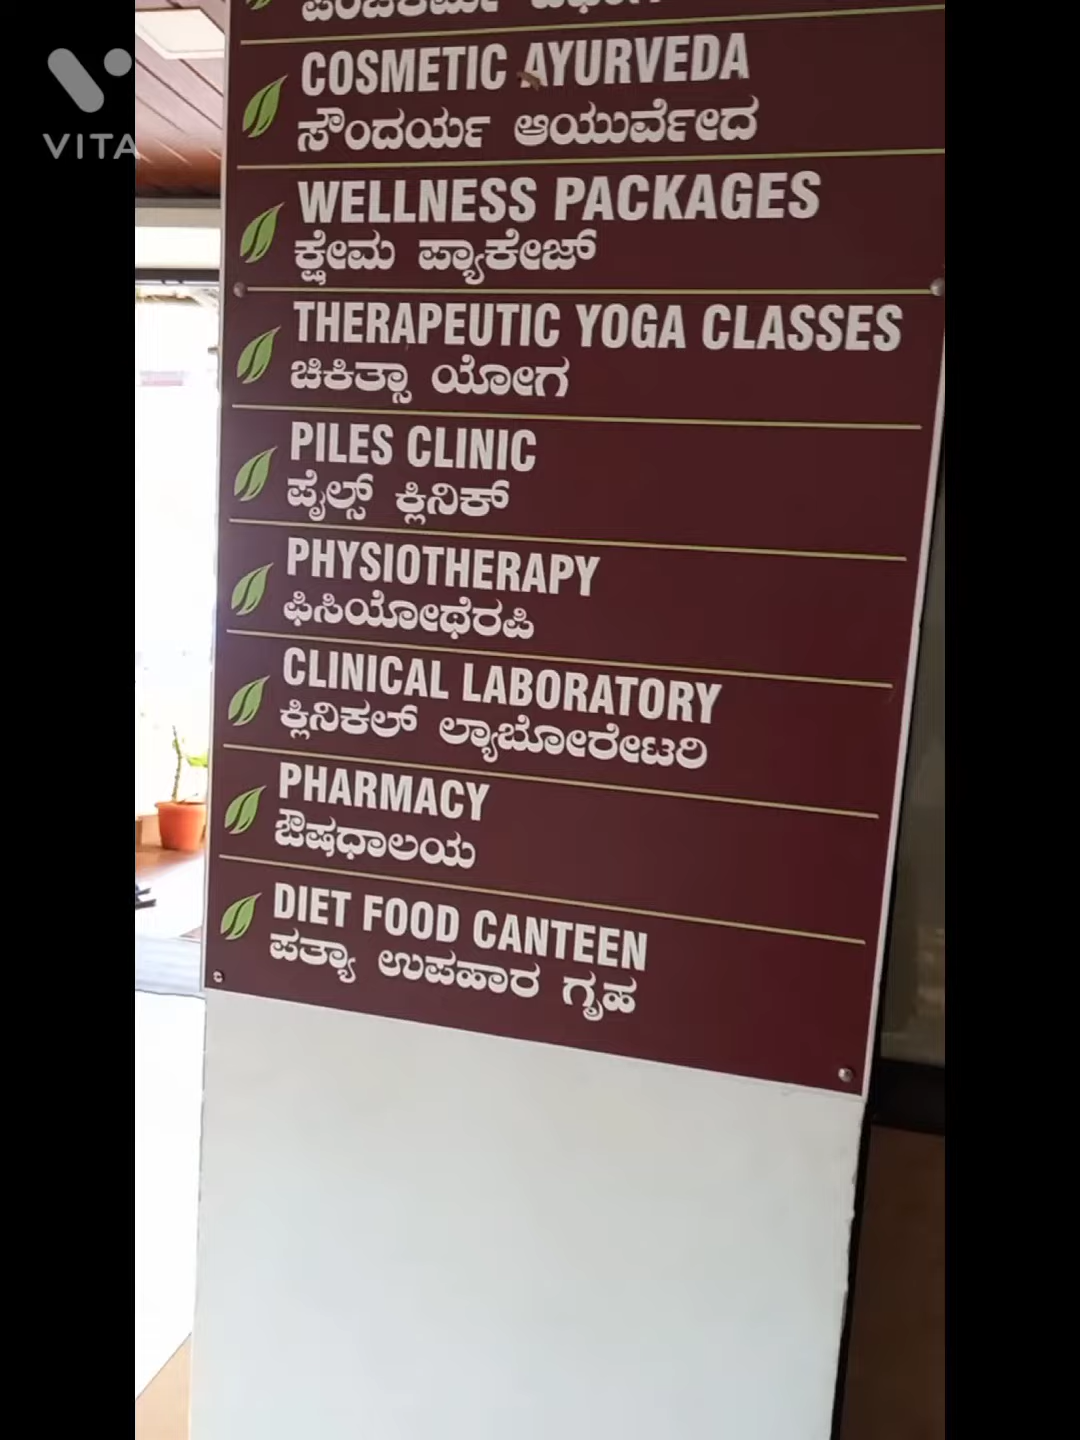 VITA
COSMETIC AYURVEDA
ಸೌಂದರ್ಯ ಆಯುರ್ವೇದ
WELLNESS PACKAGES
ಕ್ಷೇಮ ಪ್ಯಾಕೇಜ್
THERAPEUTIC YOGA CLASSES
ಚಿಕಿತ್ಸಾ ಯೋಗ
PILES CLINIC
ಪೈಲ್ಸ್ ಕ್ಲಿನಿಕ್
PHYSIOTHERAPY
ಫಿಸಿಯೋಥೆರಪಿ
CLINICAL LABORATORY
ಕ್ಲಿನಿಕಲ್ ಲ್ಯಾಬೋರೇಟರಿ
PHARMACY
ಔಷಧಾಲಯ
DIET FOOD CANTEEN
ಪತ್ಯಾ ಉಪಹಾರ ಗೃಹ